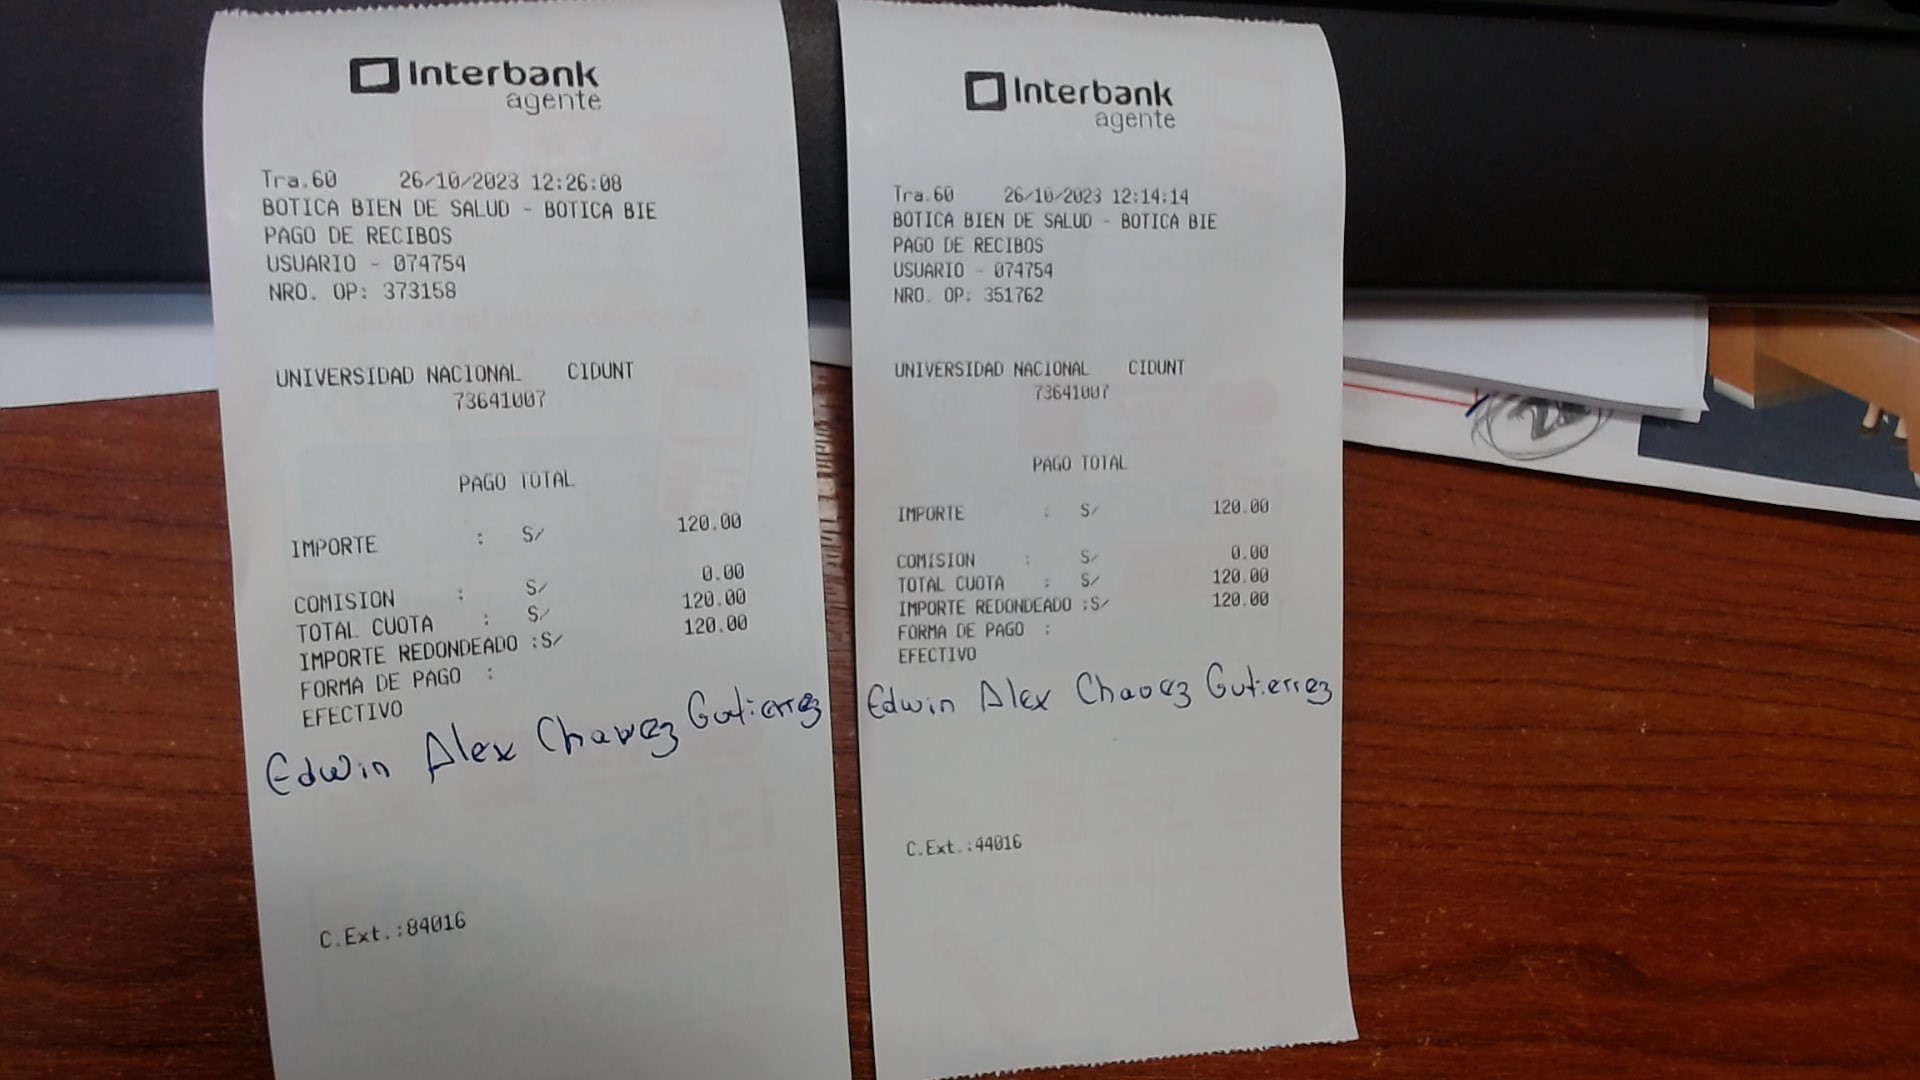 Interbank
agente
Tra.60 26/10/2023 12:26:08
BOTICA BIEN DE SALUD - BOTICA BIE
PAGO DE RECIBOS
USUARIO - 074754
NRO. OP: 373158
UNIVERSIDAD NACIONAL CIDUNT
73641007
PAGO TOTAL
IMPORTE : S/ 120.00
COMISION : S/ 0.00
TOTAL CUOTA : S/ 120.00
IMPORTE REDONDEADO :S/ 120.00
FORMA DE PAGO :
EFECTIVO
Edwin Alex Chavez Gutierrez
C.Ext.:84016
Interbank
agente
Tra.60 26/10/2023 12:14:14
BOTICA BIEN DE SALUD - BOTICA BIE
PAGO DE RECIBOS
USUARIO - 074754
NRO. OP: 351762
UNIVERSIDAD NACIONAL CIDUNT
73641007
PAGO TOTAL
IMPORTE : S/ 120.00
COMISION : S/ 0.00
TOTAL CUOTA : S/ 120.00
IMPORTE REDONDEADO :S/ 120.00
FORMA DE PAGO :
EFECTIVO
Edwin Alex Chavez Gutierrez
C.Ext.:44016